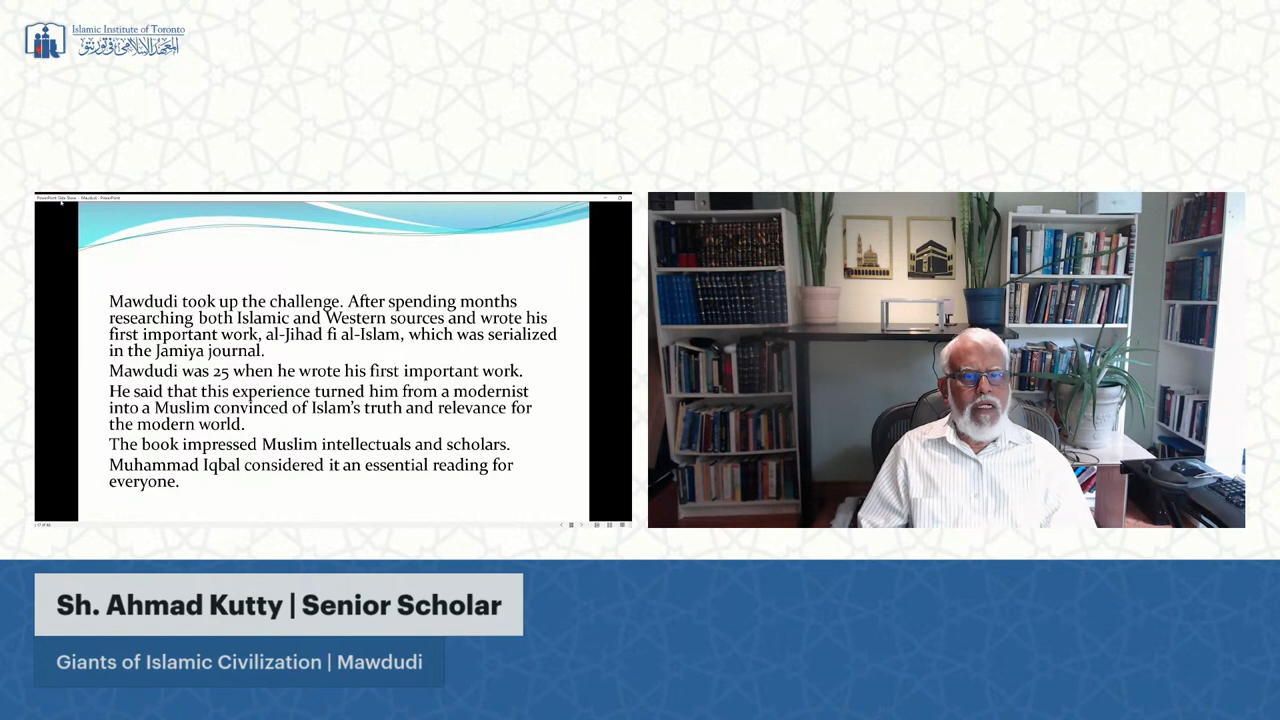 Islamic Institute of Toronto
المعهد الإسلامي في تورنتو
PowerPoint Slide Show - Mawdudi - PowerPoint
Mawdudi took up the challenge. After spending months
researching both Islamic and Western sources and wrote his
first important work, al-Jihad fi al-Islam, which was serialized
in the Jamiya journal.
Mawdudi was 25 when he wrote his first important work.
He said that this experience turned him from a modernist
into a Muslim convinced of Islam's truth and relevance for
the modern world.
The book impressed Muslim intellectuals and scholars.
Muhammad Iqbal considered it an essential reading for
everyone.
Sh. Ahmad Kutty | Senior Scholar
Giants of Islamic Civilization | Mawdudi